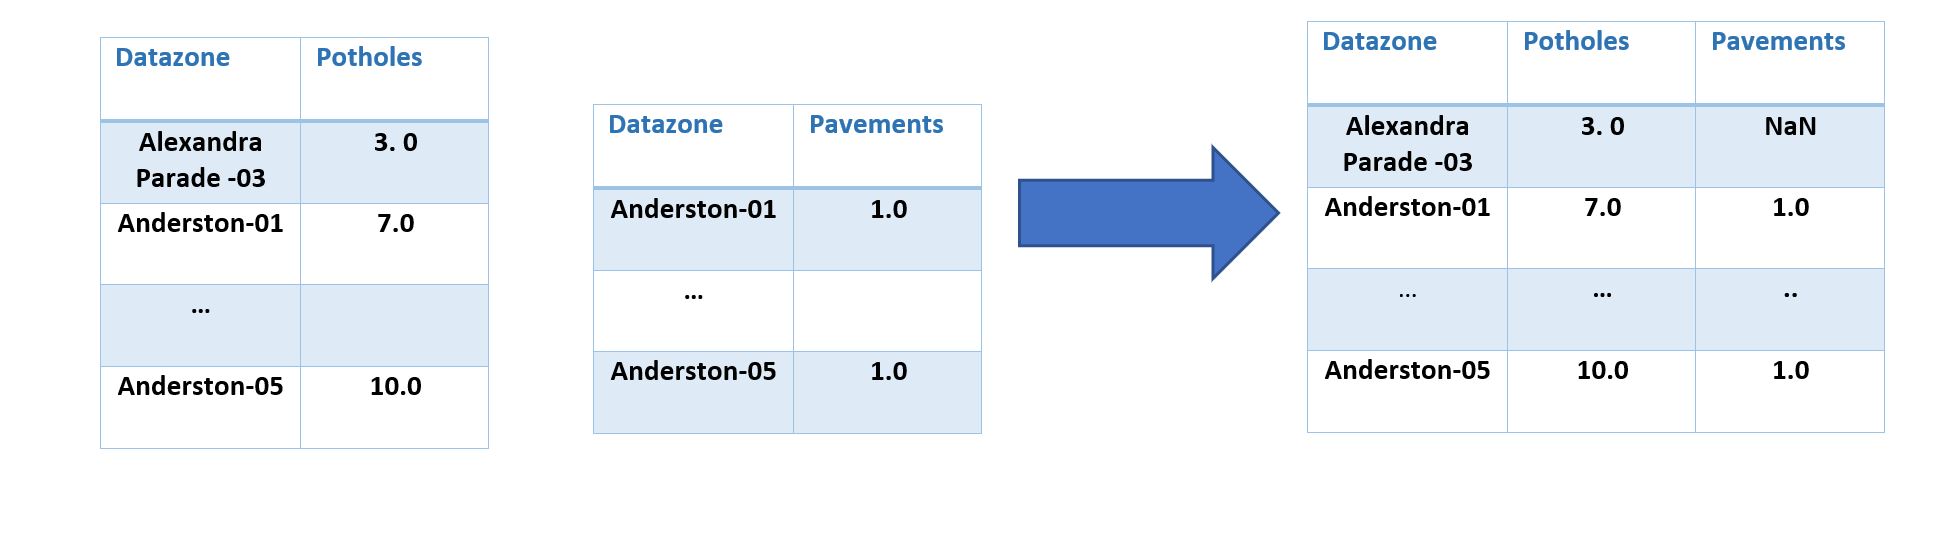 Datazone Potholes
Alexandra 3. 0
Parade -03
Anderston-01 7.0
...
Anderston-05 10.0
Datazone Pavements
Anderston-01 1.0
...
Anderston-05 1.0
Datazone Potholes Pavements
Alexandra 3. 0 NaN
Parade -03
Anderston-01 7.0 1.0
... ... ..
Anderston-05 10.0 1.0